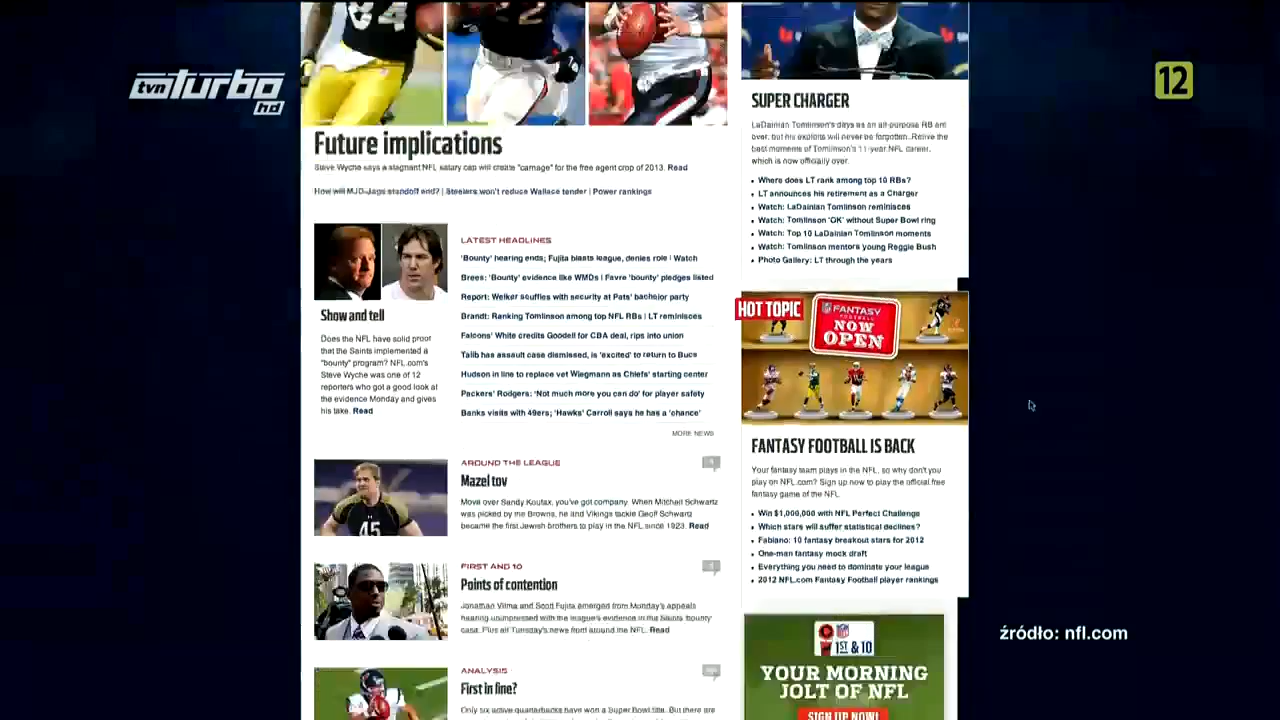 tvn turbo
hd
12
84
Future implications
Steve Wyche says a stagnant NFL salary cap will create "carnage" for the free agent crop of 2013. Read
How will MJD-Jags standoff end? | Steelers won't reduce Wallace tender | Power rankings
Show and tell
Does the NFL have solid proof
that the Saints implemented a
"bounty" program? NFL.com's
Steve Wyche was one of 12
reporters who got a good look at
the evidence Monday and gives
his take. Read
LATEST HEADLINES
'Bounty' hearing ends; Fujita blasts league, denies role | Watch
Brees: 'Bounty' evidence like WMDs | Favre 'bounty' pledges listed
Report: Welker scuffles with security at Pats' bachelor party
Brandt: Ranking Tomlinson among top NFL RBs | LT reminisces
Falcons' White credits Goodell for CBA deal, rips into union
Talib has assault case dismissed, is 'excited' to return to Bucs
Hudson in line to replace vet Wiegmann as Chiefs' starting center
Packers' Rodgers: 'Not much more you can do' for player safety
Banks visits with 49ers; 'Hawks' Carroll says he has a 'chance'
MORE NEWS
AROUND THE LEAGUE
Mazel tov
Move over Sandy Koufax, you've got company. When Mitchell Schwartz
was picked by the Browns, he and Vikings tackle Geoff Schwartz
became the first Jewish brothers to play in the NFL since 1923. Read
45
FIRST AND 10
Points of contention
Jonathan Vilma and Scott Fujita emerged from Monday's appeals
hearing unimpressed with the league's evidence in the Saints 'bounty'
case. Plus all Tuesday's news from around the NFL. Read
ANALYSIS
First in line?
Only six active quarterbacks have won a Super Bowl title. But there are
SUPER CHARGER
LaDainian Tomlinson's days as an all-purpose RB are
over, but his exploits will never be forgotten. Relive the
best moments of Tomlinson's 11-year NFL career,
which is now officially over.
Where does LT rank among top 10 RBs?
LT announces his retirement as a Charger
Watch: LaDainian Tomlinson reminisces
Watch: Tomlinson 'OK' without Super Bowl ring
Watch: Top 10 LaDainian Tomlinson moments
Watch: Tomlinson mentors young Reggie Bush
Photo Gallery: LT through the years
HOT TOPIC
NFL FANTASY
FOOTBALL
NOW
OPEN
FANTASY FOOTBALL IS BACK
Your fantasy team plays in the NFL, so why don't you
play on NFL.com? Sign up now to play the official free
fantasy game of the NFL
Win $1,000,000 with NFL Perfect Challenge
Which stars will suffer statistical declines?
Fabiano: 10 fantasy breakout stars for 2012
One-man fantasy mock draft
Everything you need to dominate your league
2012 NFL.com Fantasy Football player rankings
NFL
1ST & 10
YOUR MORNING
JOLT OF NFL
SIGN UP NOW!
źródło: nfl.com